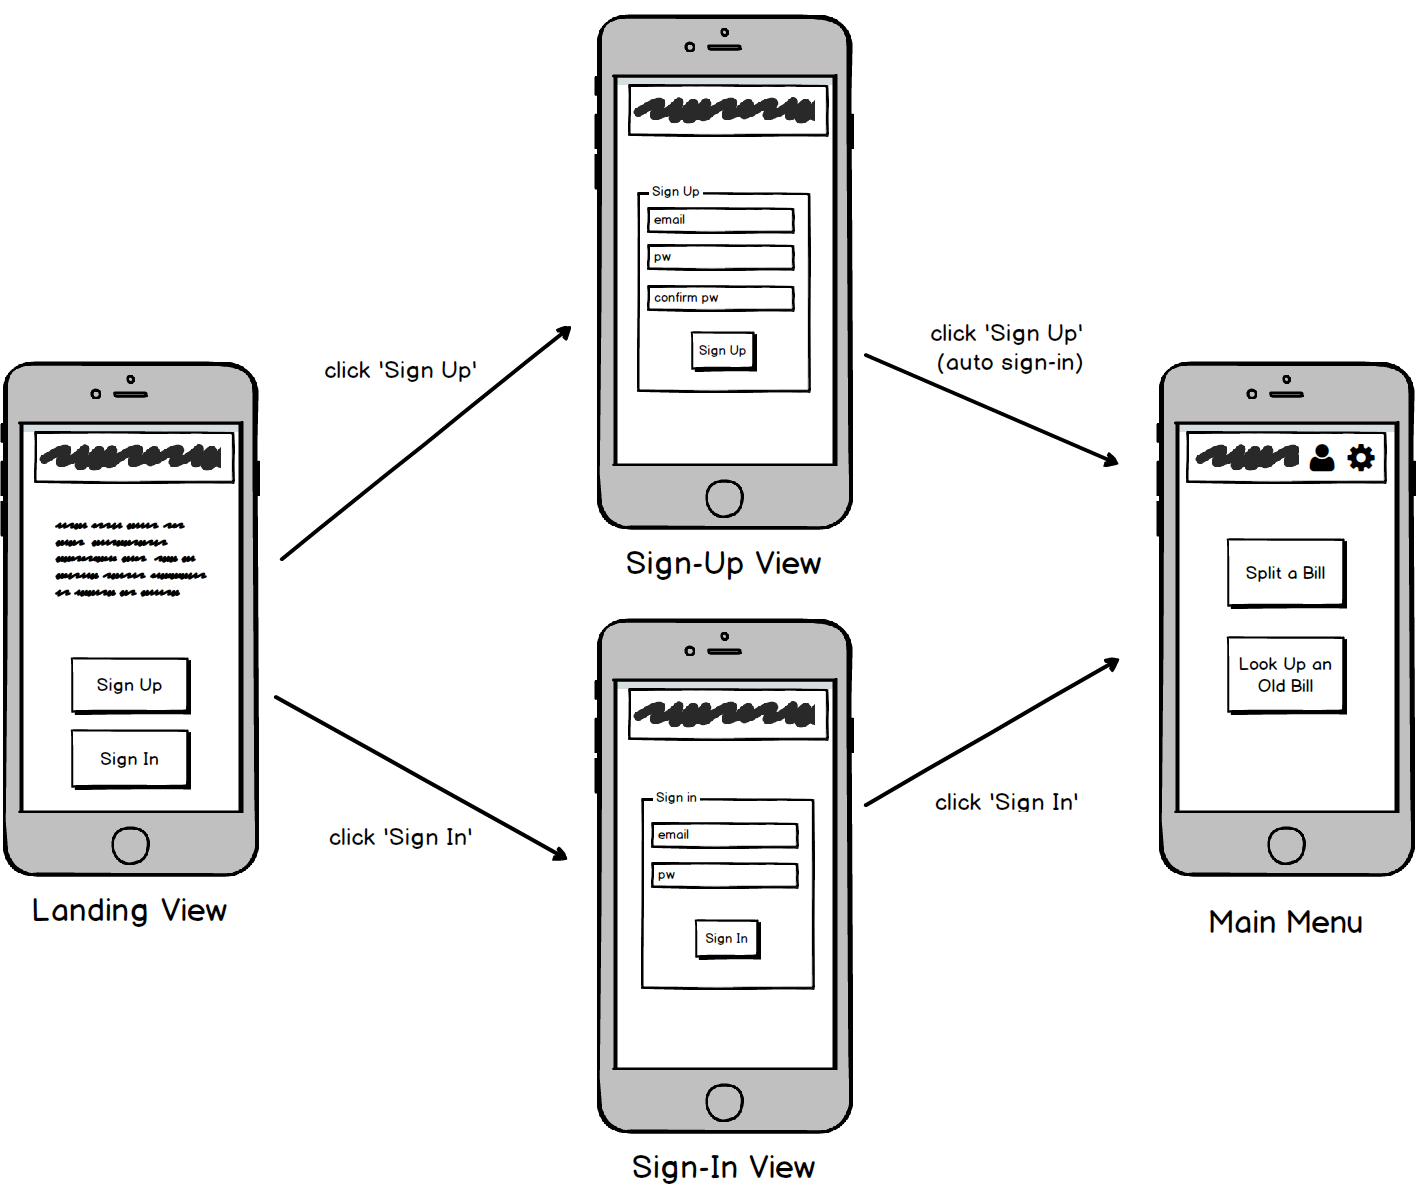 Sign Up
email
pw
confirm pw
Sign Up
Sign-Up View
click 'Sign Up'
click 'Sign Up'
(auto sign-in)
Sign Up
Sign In
Landing View
click 'Sign In'
Sign in
email
pw
Sign In
Sign-In View
click 'Sign In'
Split a Bill
Look Up an
Old Bill
Main Menu